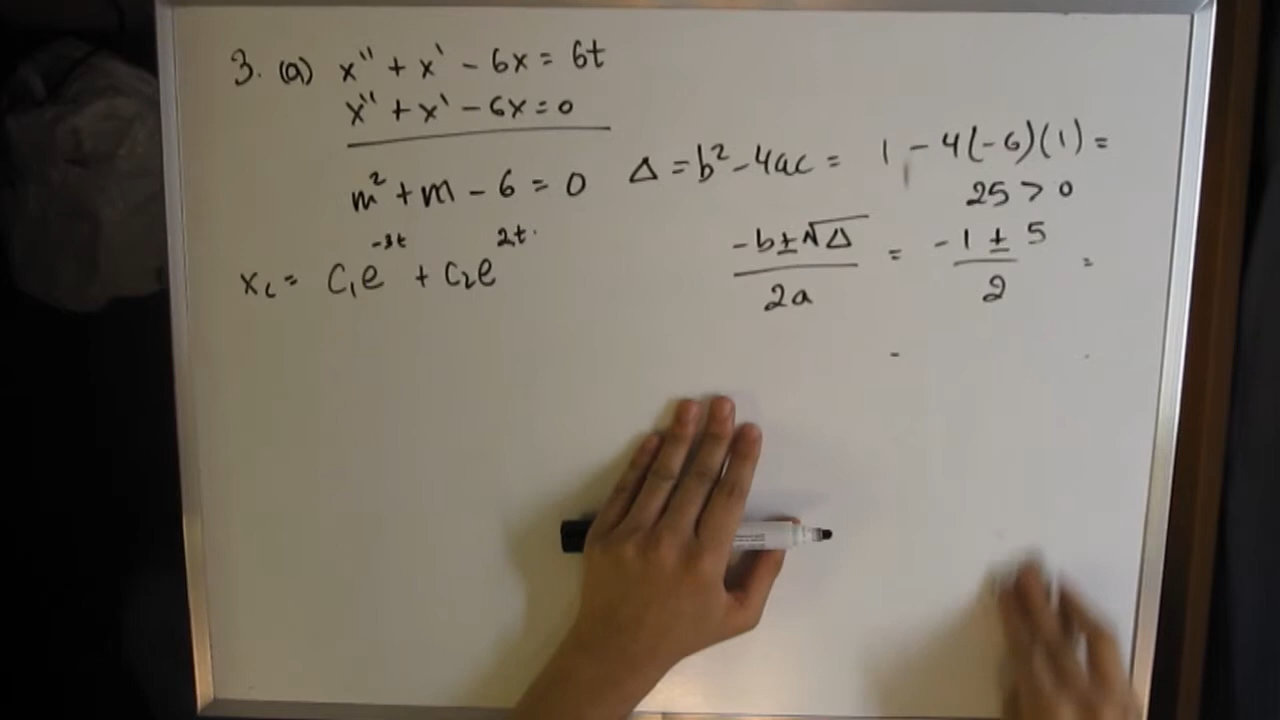 3. (a) x'' + x' - 6x = 6t
x'' + x' - 6x = 0
m² + m - 6 = 0
Δ = b² - 4ac = 1 - 4(-6)(1) =
25 > 0
-b ± √Δ / 2a = -1 ± 5 / 2 =
x_c = C₁e^{-3t} + C₂e^{2t}